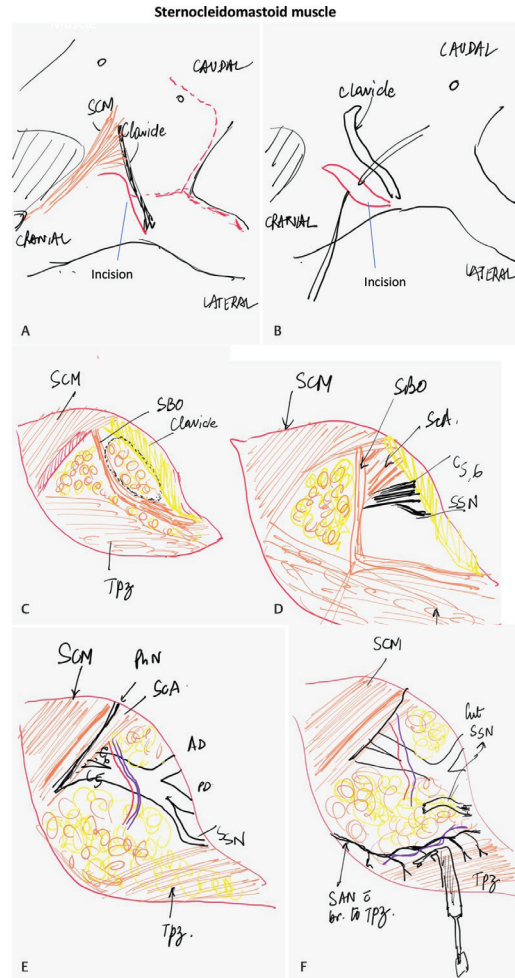 Sternocleidomastoid muscle
CAUDAL
SCM
Clavicle
CRANIAL
Incision
LATERAL
A
CAUDAL
Clavicle
CRANIAL
Incision
LATERAL
B
SCM
SBO
Clavicle
Tpz
C
SCM
SBO
ScA.
C5,6
SSN
D
SCM
PhN
SCA
AD
C5
PD
SSN
Tpz.
E
SCM
Cut
SSN
SAN c̄
br. to TPz.
TPz
F